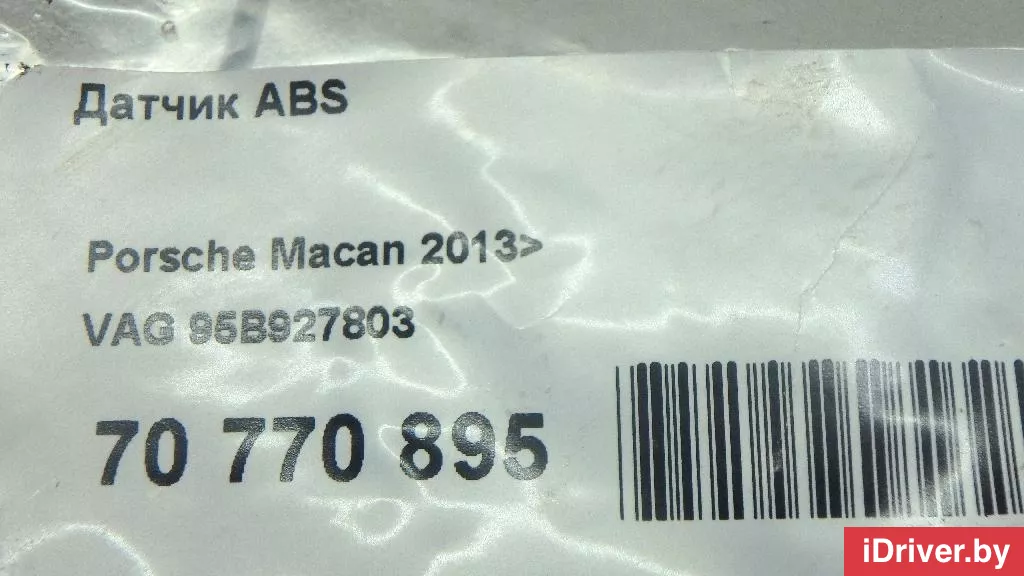 Датчик ABS
Porsche Macan 2013>
VAG 95B927803
70 770 895
iDriver.by